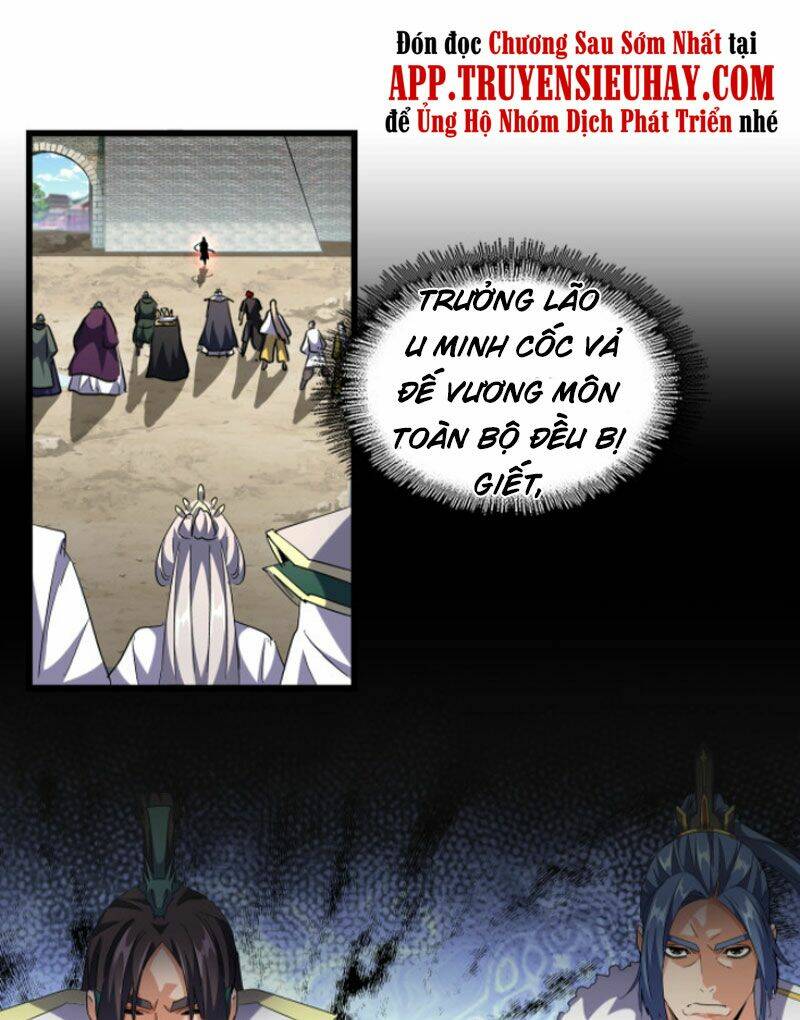 Đón đọc Chương Sau Sớm Nhất tại
APP.TRUYENSIEUHAY.COM
để Ủng Hộ Nhóm Dịch Phát Triển nhé
TRƯỞNG LÃO
U MINH CỐC VẢ
ĐẾ VƯƠNG MÔN
TOÀN BỘ ĐỀU BỊ
GIẾT,